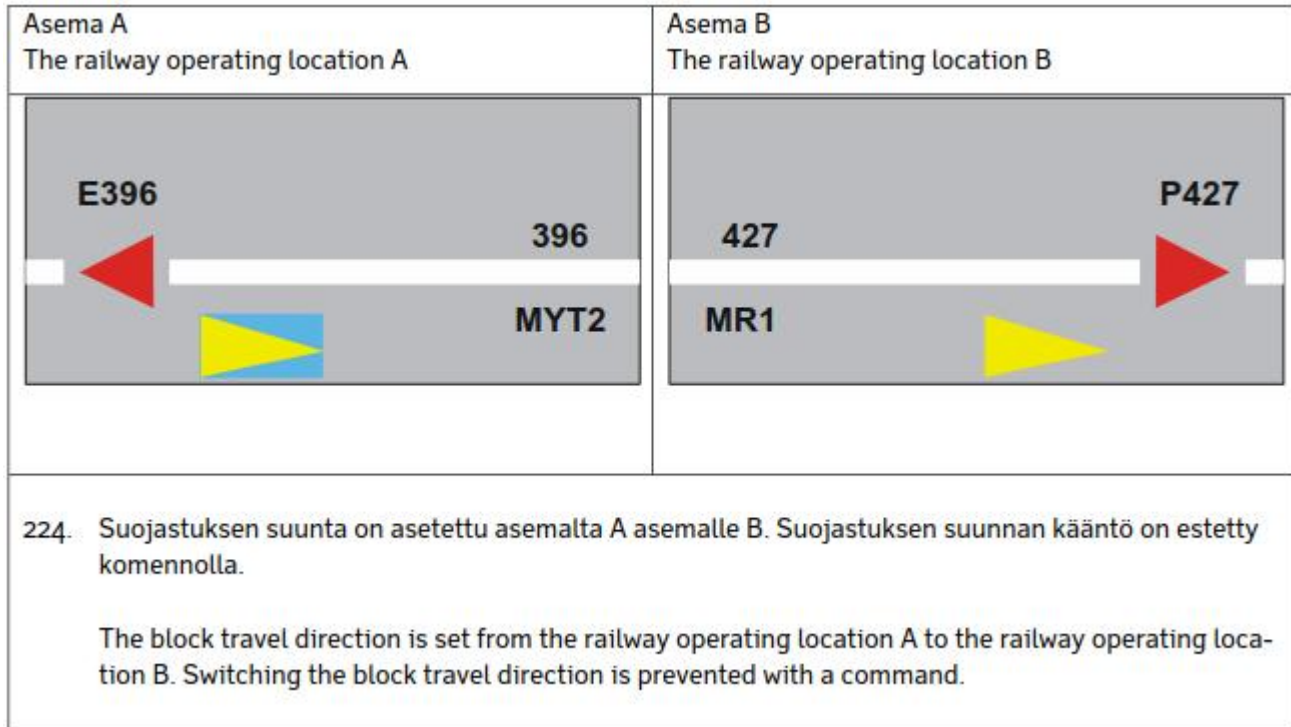 Asema A
The railway operating location A
Asema B
The railway operating location B
E396
396
MYT2
P427
427
MR1
224. Suojastuksen suunta on asetettu asemalta A asemalle B. Suojastuksen suunnan kääntö on estetty
komennolla.
The block travel direction is set from the railway operating location A to the railway operating loca-
tion B. Switching the block travel direction is prevented with a command.